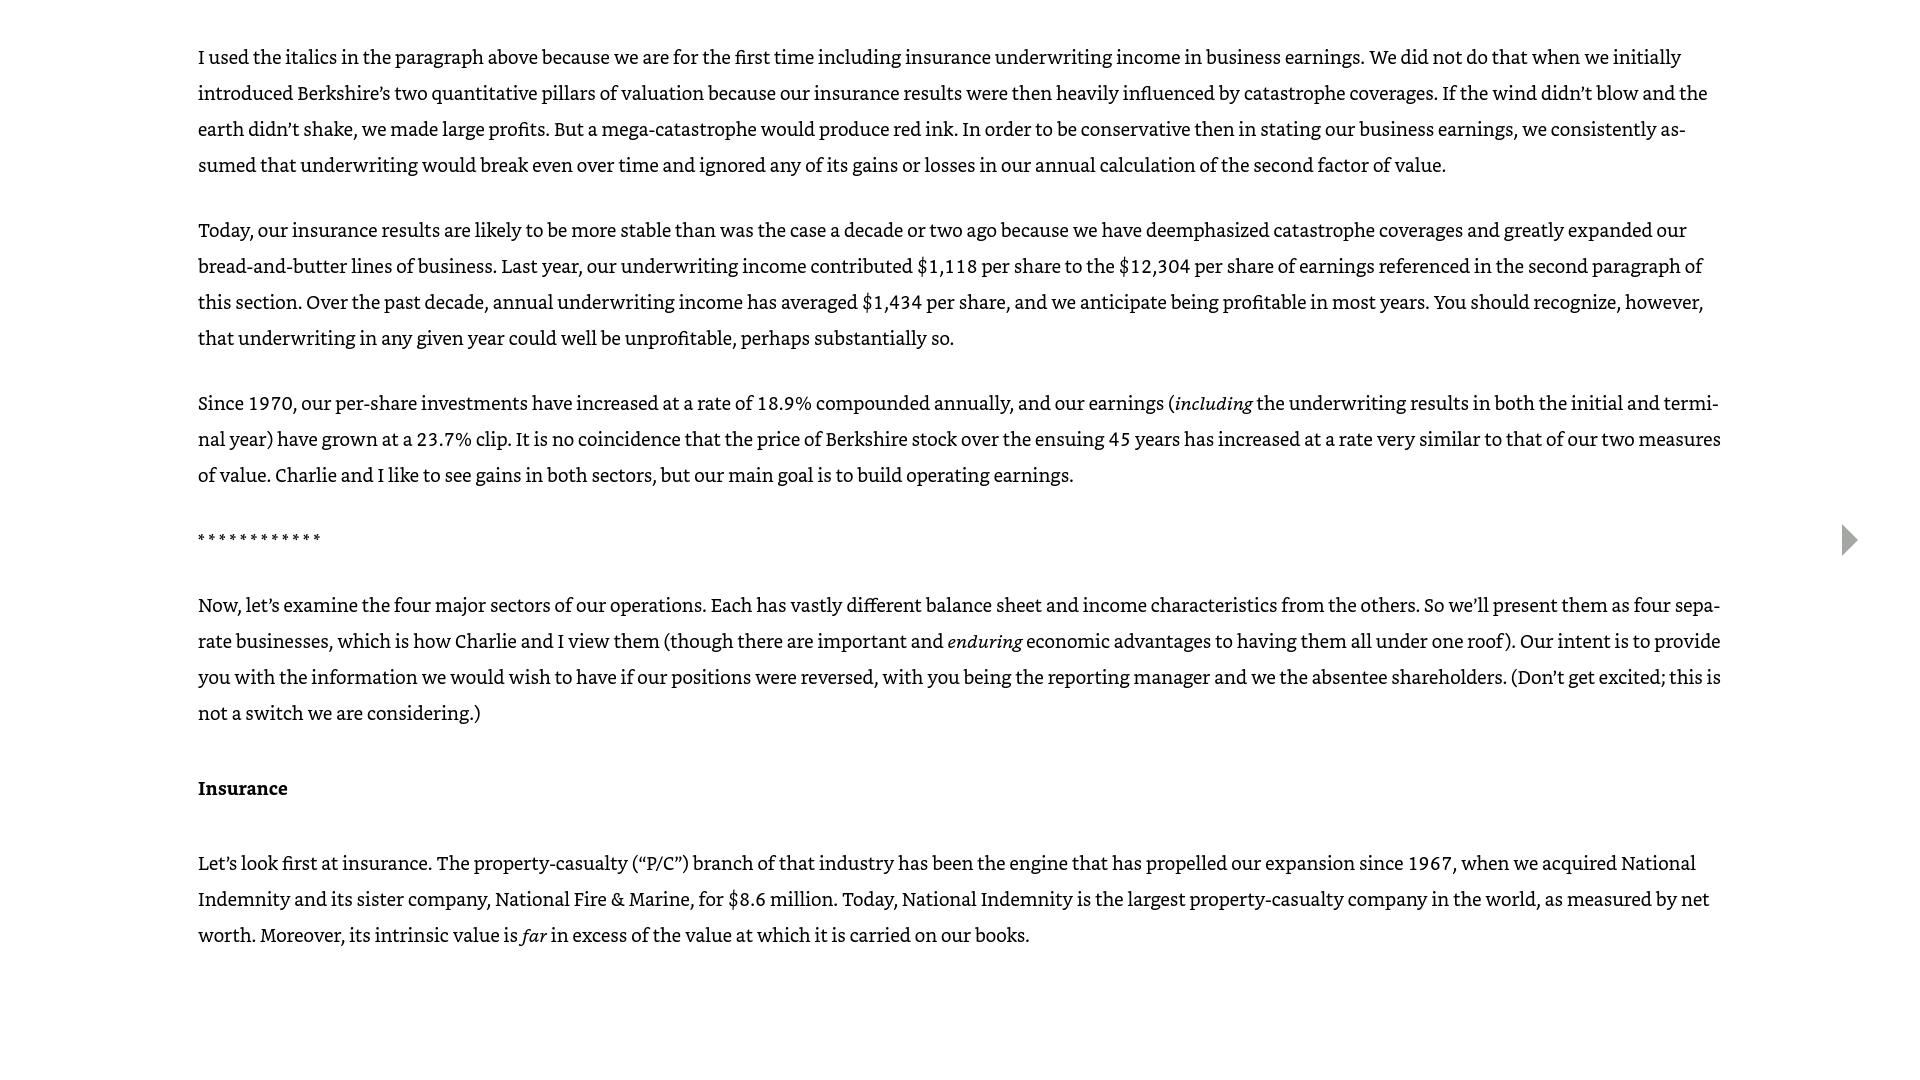 I used the italics in the paragraph above because we are for the first time including insurance underwriting income in business earnings. We did not do that when we initially
introduced Berkshire’s two quantitative pillars of valuation because our insurance results were then heavily influenced by catastrophe coverages. If the wind didn’t blow and the
earth didn’t shake, we made large profits. But a mega-catastrophe would produce red ink. In order to be conservative then in stating our business earnings, we consistently as-
sumed that underwriting would break even over time and ignored any of its gains or losses in our annual calculation of the second factor of value.
Today, our insurance results are likely to be more stable than was the case a decade or two ago because we have deemphasized catastrophe coverages and greatly expanded our
bread-and-butter lines of business. Last year, our underwriting income contributed $1,118 per share to the $12,304 per share of earnings referenced in the second paragraph of
this section. Over the past decade, annual underwriting income has averaged $1,434 per share, and we anticipate being profitable in most years. You should recognize, however,
that underwriting in any given year could well be unprofitable, perhaps substantially so.
Since 1970, our per-share investments have increased at a rate of 18.9% compounded annually, and our earnings (including the underwriting results in both the initial and termi-
nal year) have grown at a 23.7% clip. It is no coincidence that the price of Berkshire stock over the ensuing 45 years has increased at a rate very similar to that of our two measures
of value. Charlie and I like to see gains in both sectors, but our main goal is to build operating earnings.
* * * * * * * * * * * *
Now, let’s examine the four major sectors of our operations. Each has vastly different balance sheet and income characteristics from the others. So we’ll present them as four sepa-
rate businesses, which is how Charlie and I view them (though there are important and enduring economic advantages to having them all under one roof). Our intent is to provide
you with the information we would wish to have if our positions were reversed, with you being the reporting manager and we the absentee shareholders. (Don’t get excited; this is
not a switch we are considering.)
Insurance
Let’s look first at insurance. The property-casualty (“P/C”) branch of that industry has been the engine that has propelled our expansion since 1967, when we acquired National
Indemnity and its sister company, National Fire & Marine, for $8.6 million. Today, National Indemnity is the largest property-casualty company in the world, as measured by net
worth. Moreover, its intrinsic value is far in excess of the value at which it is carried on our books.